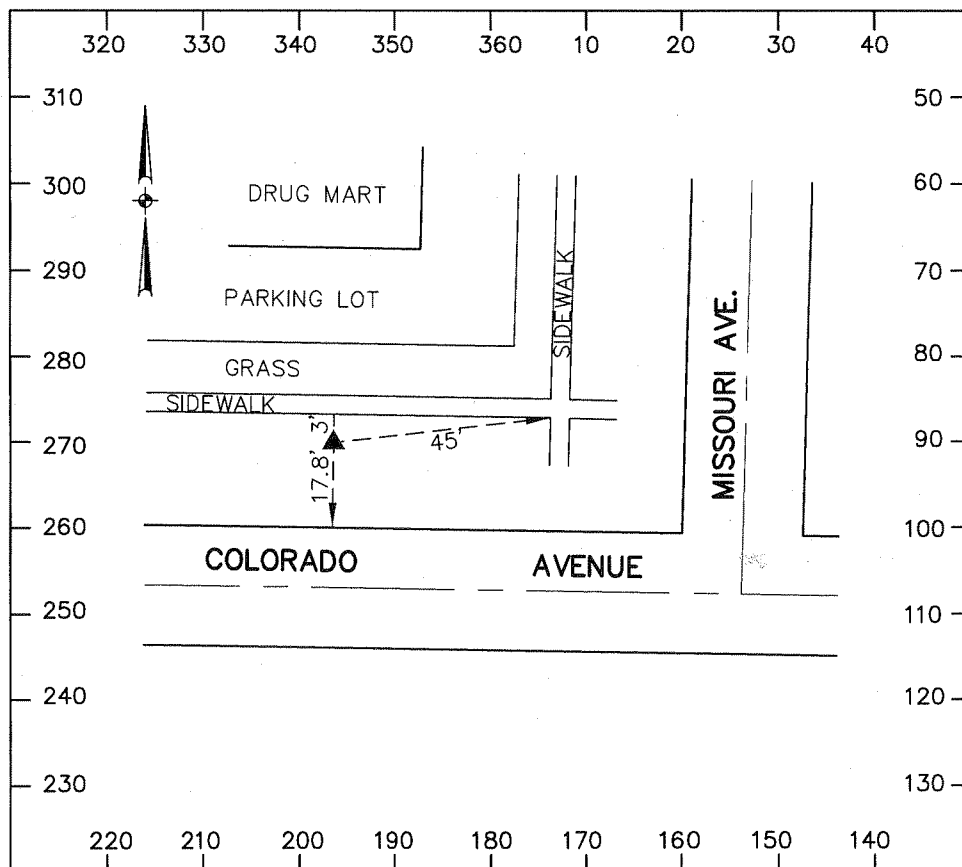 320 330 340 350 360 10 20 30 40
310 50
300 60
DRUG MART
290 70
PARKING LOT
SIDEWALK
MISSOURI AVE.
280 80
GRASS
SIDEWALK
270 3' 45' 90
17.8'
260 100
COLORADO AVENUE
250 110
240 120
230 130
220 210 200 190 180 170 160 150 140